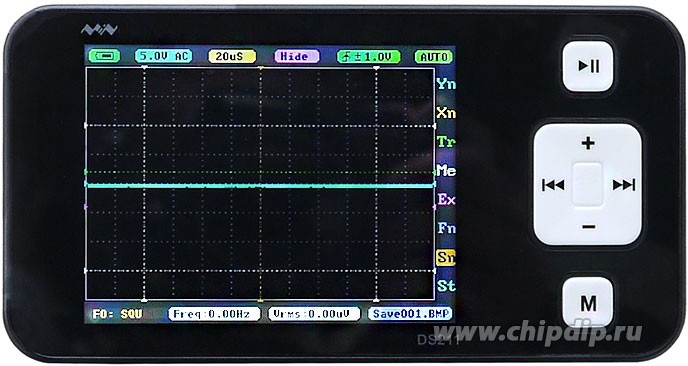 5.0V AC 20uS Hide ±1.0V AUTO
Yn
Xn
Tr
Me
Ex
Fn
Sn
St
FO: SQU Freq:0.00Hz Vrms:0.00uV Save001.BMP
DS211
+
−
M
www.chipdip.ru